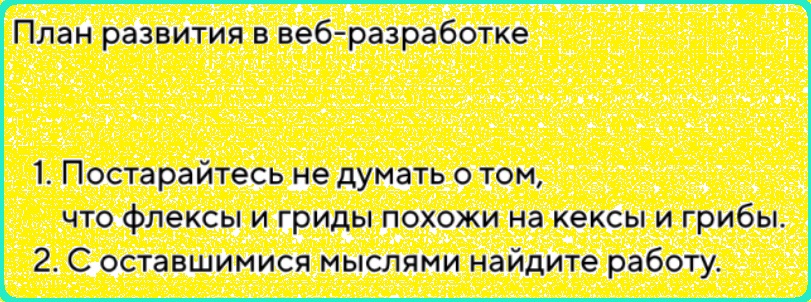 План развития в веб-разработке
1. Постарайтесь не думать о том,
что флексы и гриды похожи на кексы и грибы.
2. С оставшимися мыслями найдите работу.